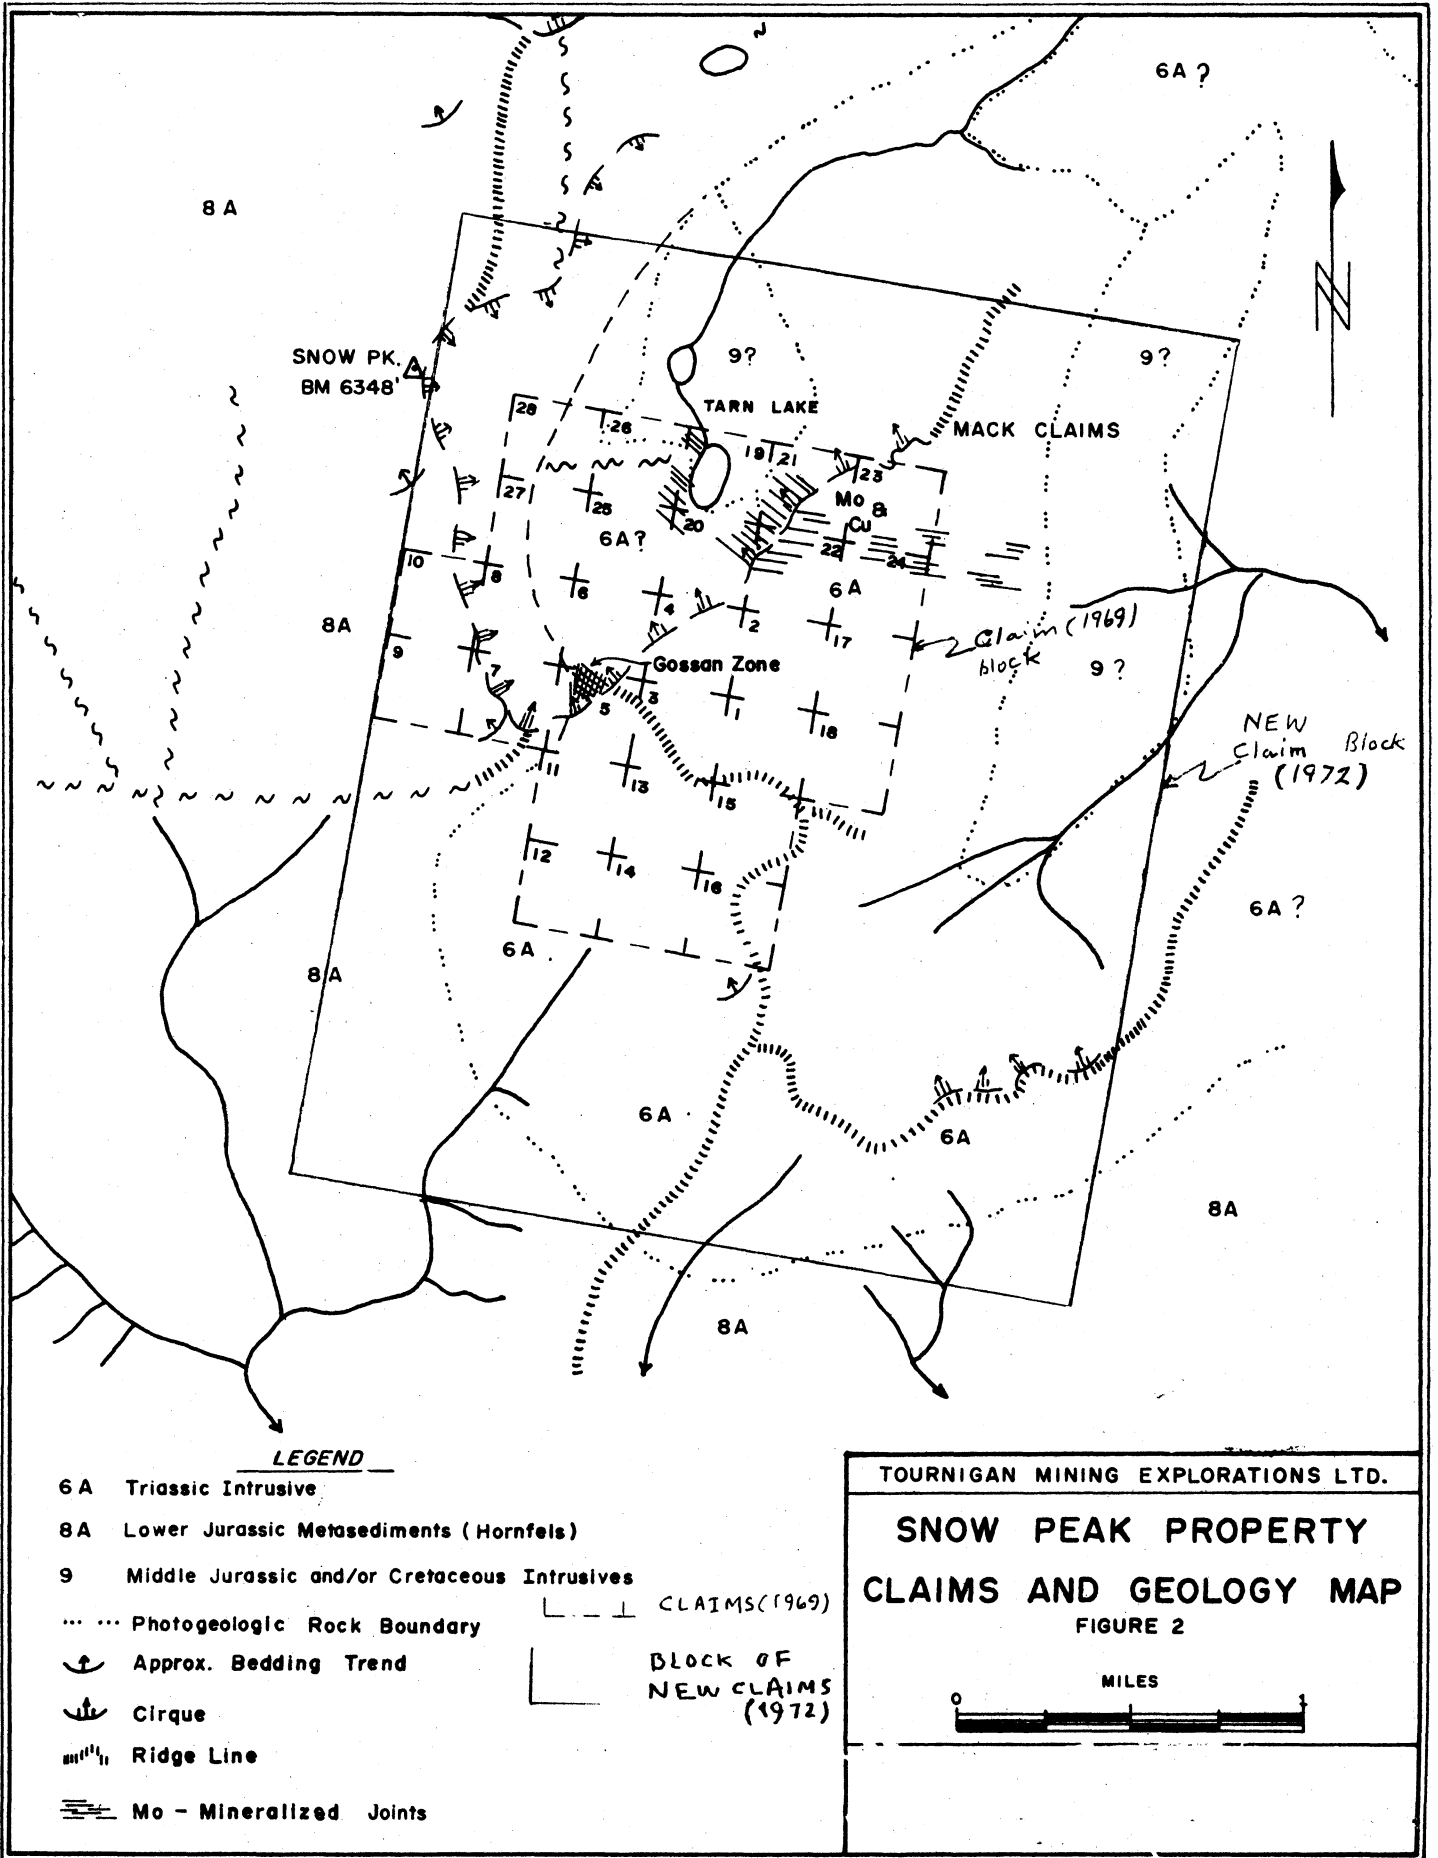 6A ?
8 A
SNOW PK.
BM 6348'
9?
9?
TARN LAKE
MACK CLAIMS
28
26
19 21
23
27
25
20
Mo &
Cu
6A?
22
24
10
8
6
4
2
17
6A
8A
Claim (1969)
block
9
7
Gossan Zone
3
5
1
18
9 ?
NEW
Claim Block
(1972)
11
13
15
12
14
16
6A ?
6A
8A
6A
6A
8A
8A
LEGEND
6A Triassic Intrusive
8A Lower Jurassic Metasediments (Hornfels)
9 Middle Jurassic and/or Cretaceous Intrusives
CLAIMS (1969)
Photogeologic Rock Boundary
Approx. Bedding Trend
BLOCK OF
NEW CLAIMS
(1972)
Cirque
Ridge Line
Mo - Mineralized Joints
TOURNIGAN MINING EXPLORATIONS LTD.
SNOW PEAK PROPERTY
CLAIMS AND GEOLOGY MAP
FIGURE 2
MILES
0 1
N